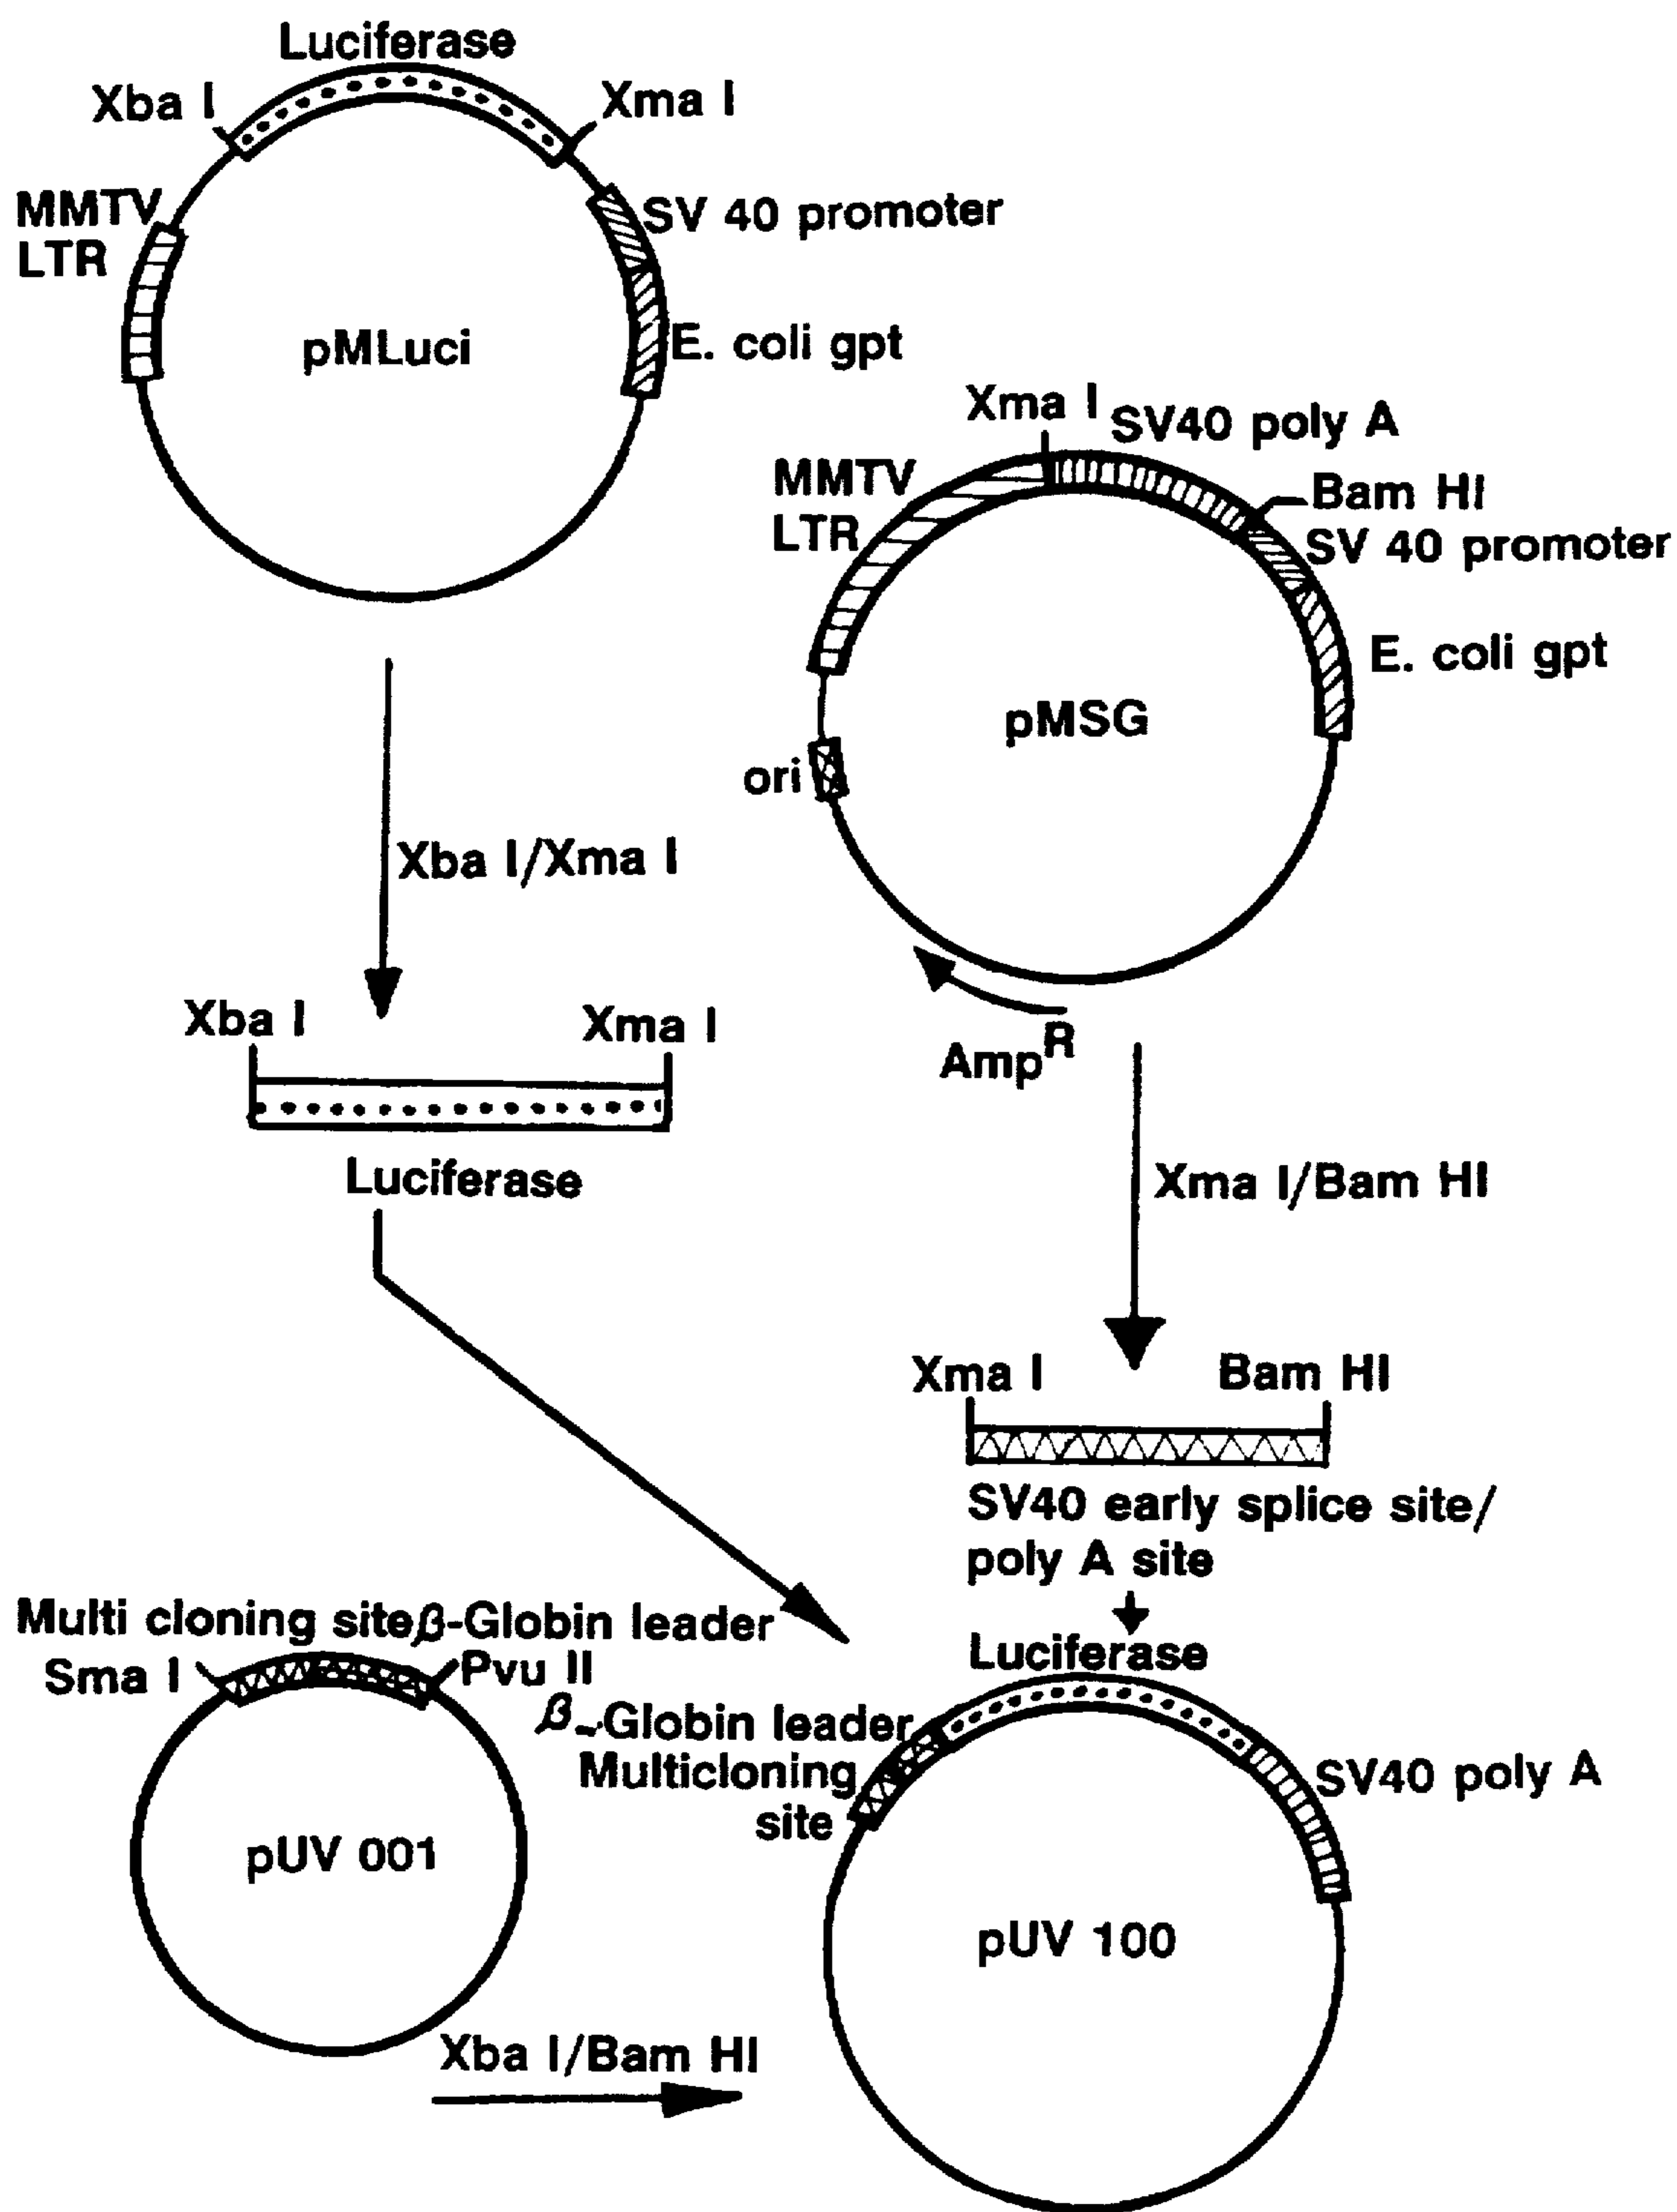 Luciferase
Xba I
Xma I
MMTV
LTR
SV 40 promoter
pMLuci
E. coli gpt
Xma I
SV40 poly A
MMTV
LTR
Bam HI
SV 40 promoter
E. coli gpt
pMSG
ori
Amp^R
Xba I/Xma I
Xba I
Xma I
Luciferase
Xma I/Bam HI
Xma I
Bam HI
SV40 early splice site/
poly A site
Multi cloning site β-Globin leader
Sma I
Pvu II
pUV 001
Xba I/Bam HI
Luciferase
β-Globin leader
Multicloning
site
SV40 poly A
pUV 100